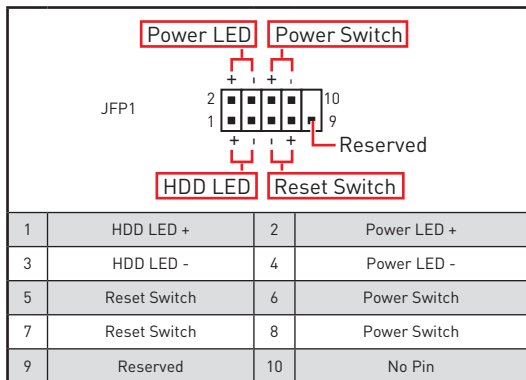 Power LED Power Switch
+ - + -
JFP1
2 10
1 9
+ - - +
Reserved
HDD LED Reset Switch
1 HDD LED + 2 Power LED +
3 HDD LED - 4 Power LED -
5 Reset Switch 6 Power Switch
7 Reset Switch 8 Power Switch
9 Reserved 10 No Pin